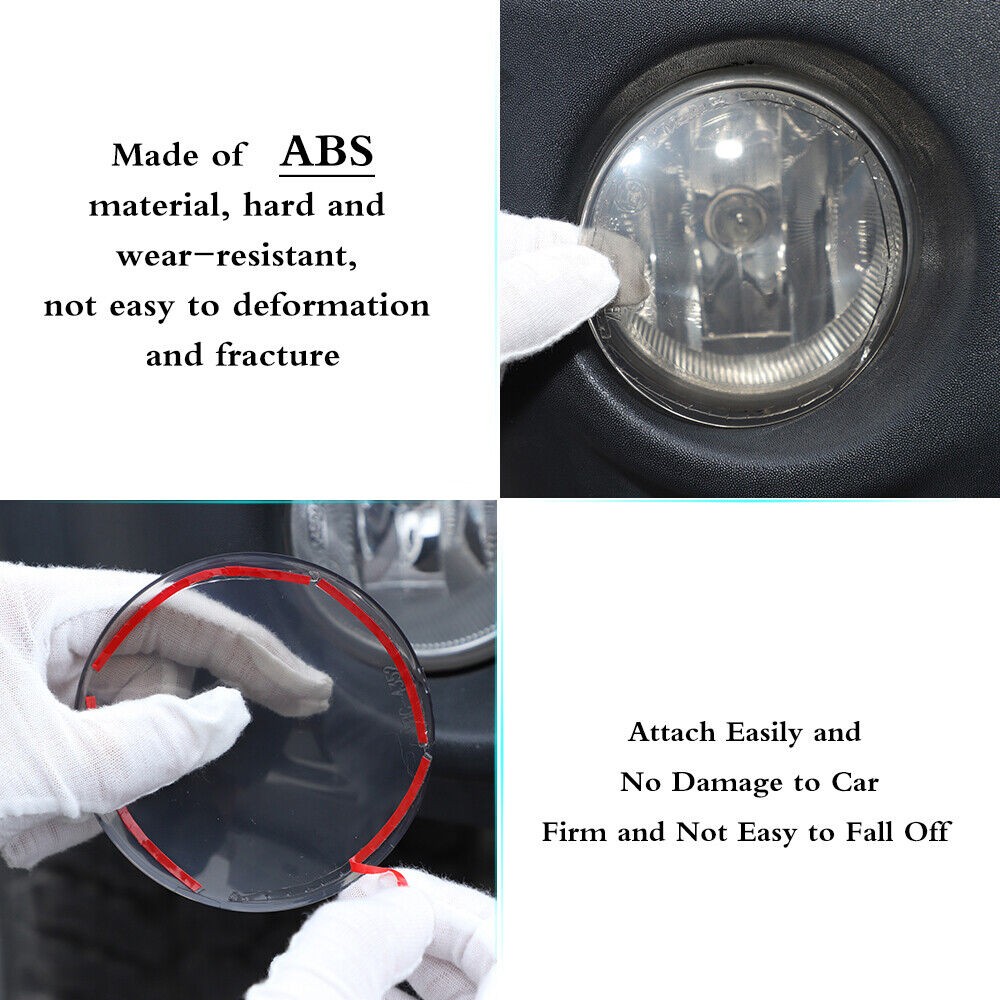 Made of ABS
material, hard and
wear-resistant,
not easy to deformation
and fracture
Attach Easily and
No Damage to Car
Firm and Not Easy to Fall Off